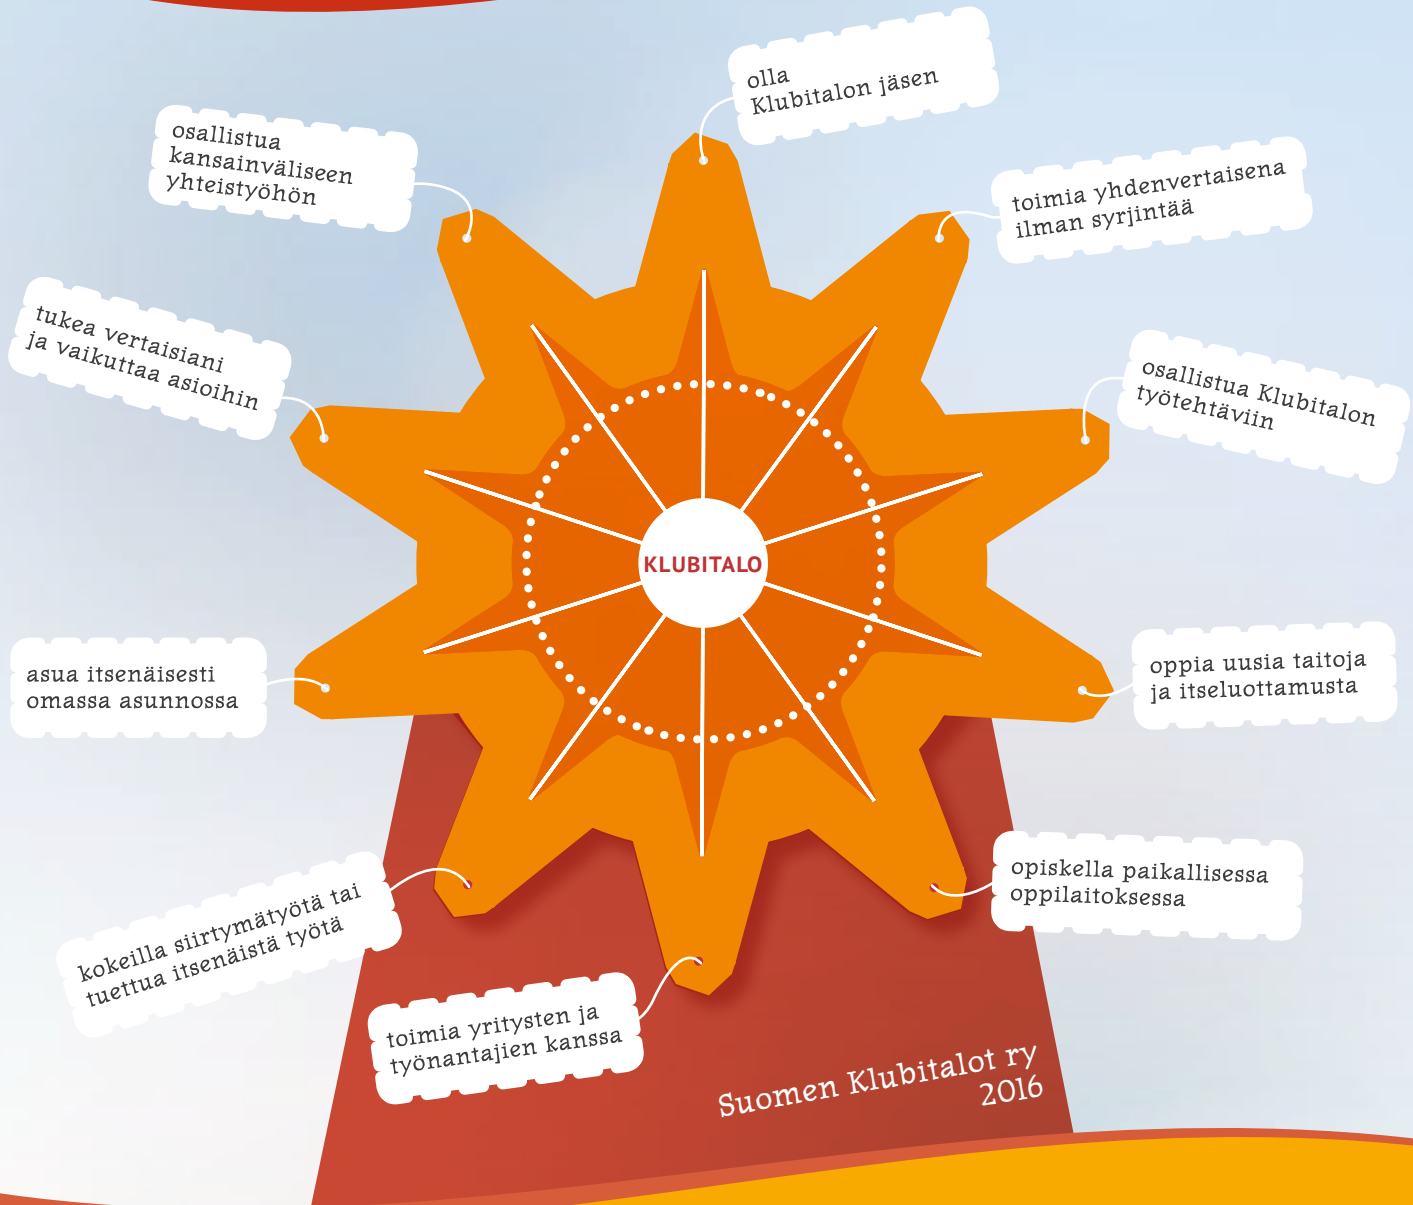 olla
Klubitalon jäsen
toimia yhdenvertaisena
ilman syrjintää
osallistua Klubitalon
työtehtäviin
oppia uusia taitoja
ja itseluottamusta
opiskella paikallisessa
oppilaitoksessa
toimia yritysten ja
työnantajien kanssa
kokeilla siirtymätyötä tai
tuettua itsenäistä työtä
asua itsenäisesti
omassa asunnossa
tukea vertaisiani
ja vaikuttaa asioihin
osallistua
kansainväliseen
yhteistyöhön
KLUBITALO
Suomen Klubitalot ry
2016